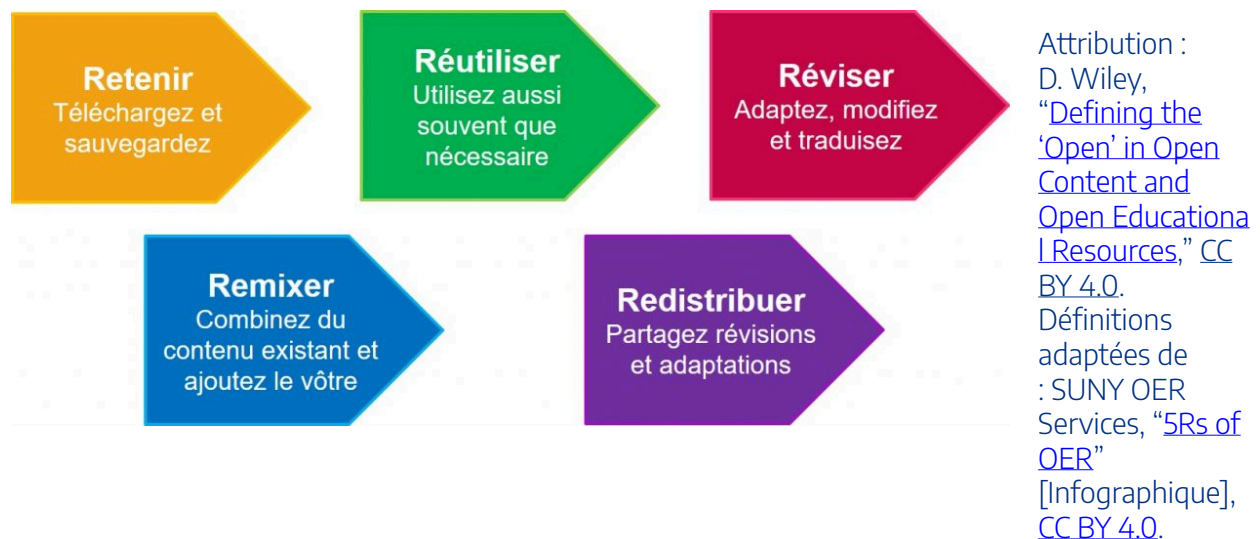 Retenir
Téléchargez et
sauvegardez
Réutiliser
Utilisez aussi
souvent que
nécessaire
Réviser
Adaptez, modifiez
et traduisez
Remixer
Combinez du
contenu existant et
ajoutez le vôtre
Redistribuer
Partagez révisions
et adaptations
Attribution :
D. Wiley,
“Defining the
‘Open’ in Open
Content and
Open Educationa
l Resources,” CC
BY 4.0.
Définitions
adaptées de
: SUNY OER
Services, “5Rs of
OER”
[Infographique],
CC BY 4.0.